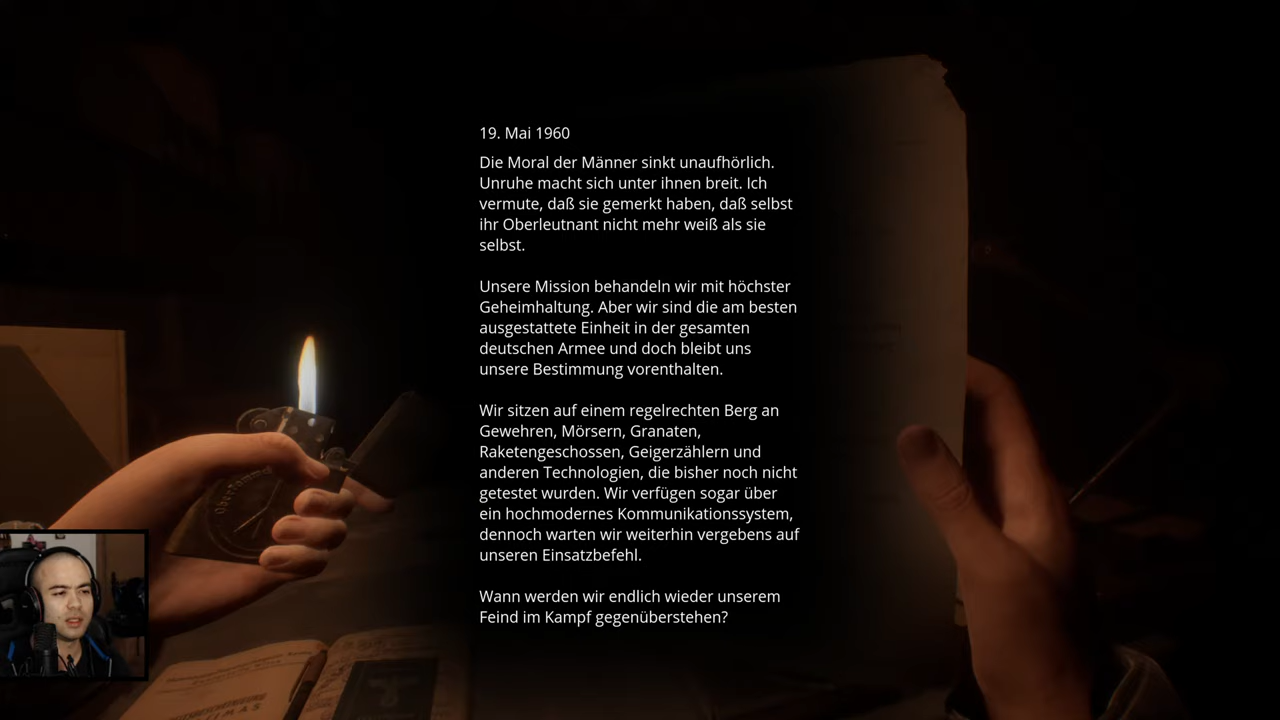 19. Mai 1960
Die Moral der Männer sinkt unaufhörlich.
Unruhe macht sich unter ihnen breit. Ich
vermute, daß sie gemerkt haben, daß selbst
ihr Oberleutnant nicht mehr weiß als sie
selbst.
Unsere Mission behandeln wir mit höchster
Geheimhaltung. Aber wir sind die am besten
ausgestattete Einheit in der gesamten
deutschen Armee und doch bleibt uns
unsere Bestimmung vorenthalten.
Wir sitzen auf einem regelrechten Berg an
Gewehren, Mörsern, Granaten,
Raketengeschossen, Geigerzählern und
anderen Technologien, die bisher noch nicht
getestet wurden. Wir verfügen sogar über
ein hochmodernes Kommunikationssystem,
dennoch warten wir weiterhin vergebens auf
unseren Einsatzbefehl.
Wann werden wir endlich wieder unserem
Feind im Kampf gegenüberstehen?